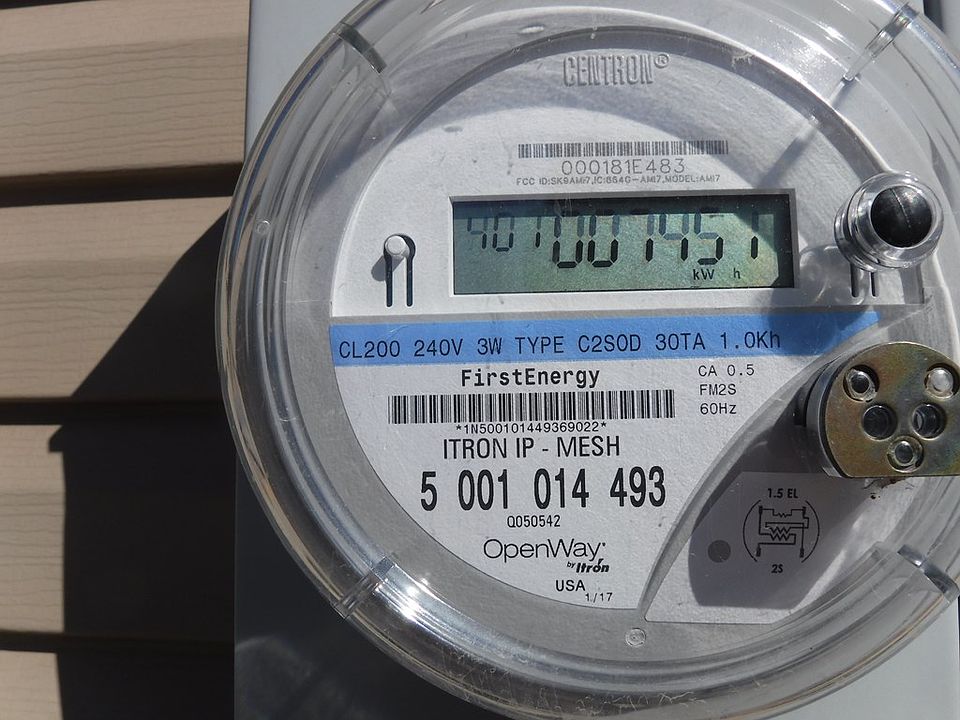 CENTRON®
000181E483
FCC ID:SK9AMI7,IC:864G-AMI7,MODEL:AMI7
kW h
CL200 240V 3W TYPE C2SOD 30TA 1.0Kh
FirstEnergy
CA 0.5
FM2S
60Hz
*1N500101449369022*
ITRON IP - MESH
5 001 014 493
Q050542
1.5 EL
2S
OpenWay®
by Itron
USA
1/17